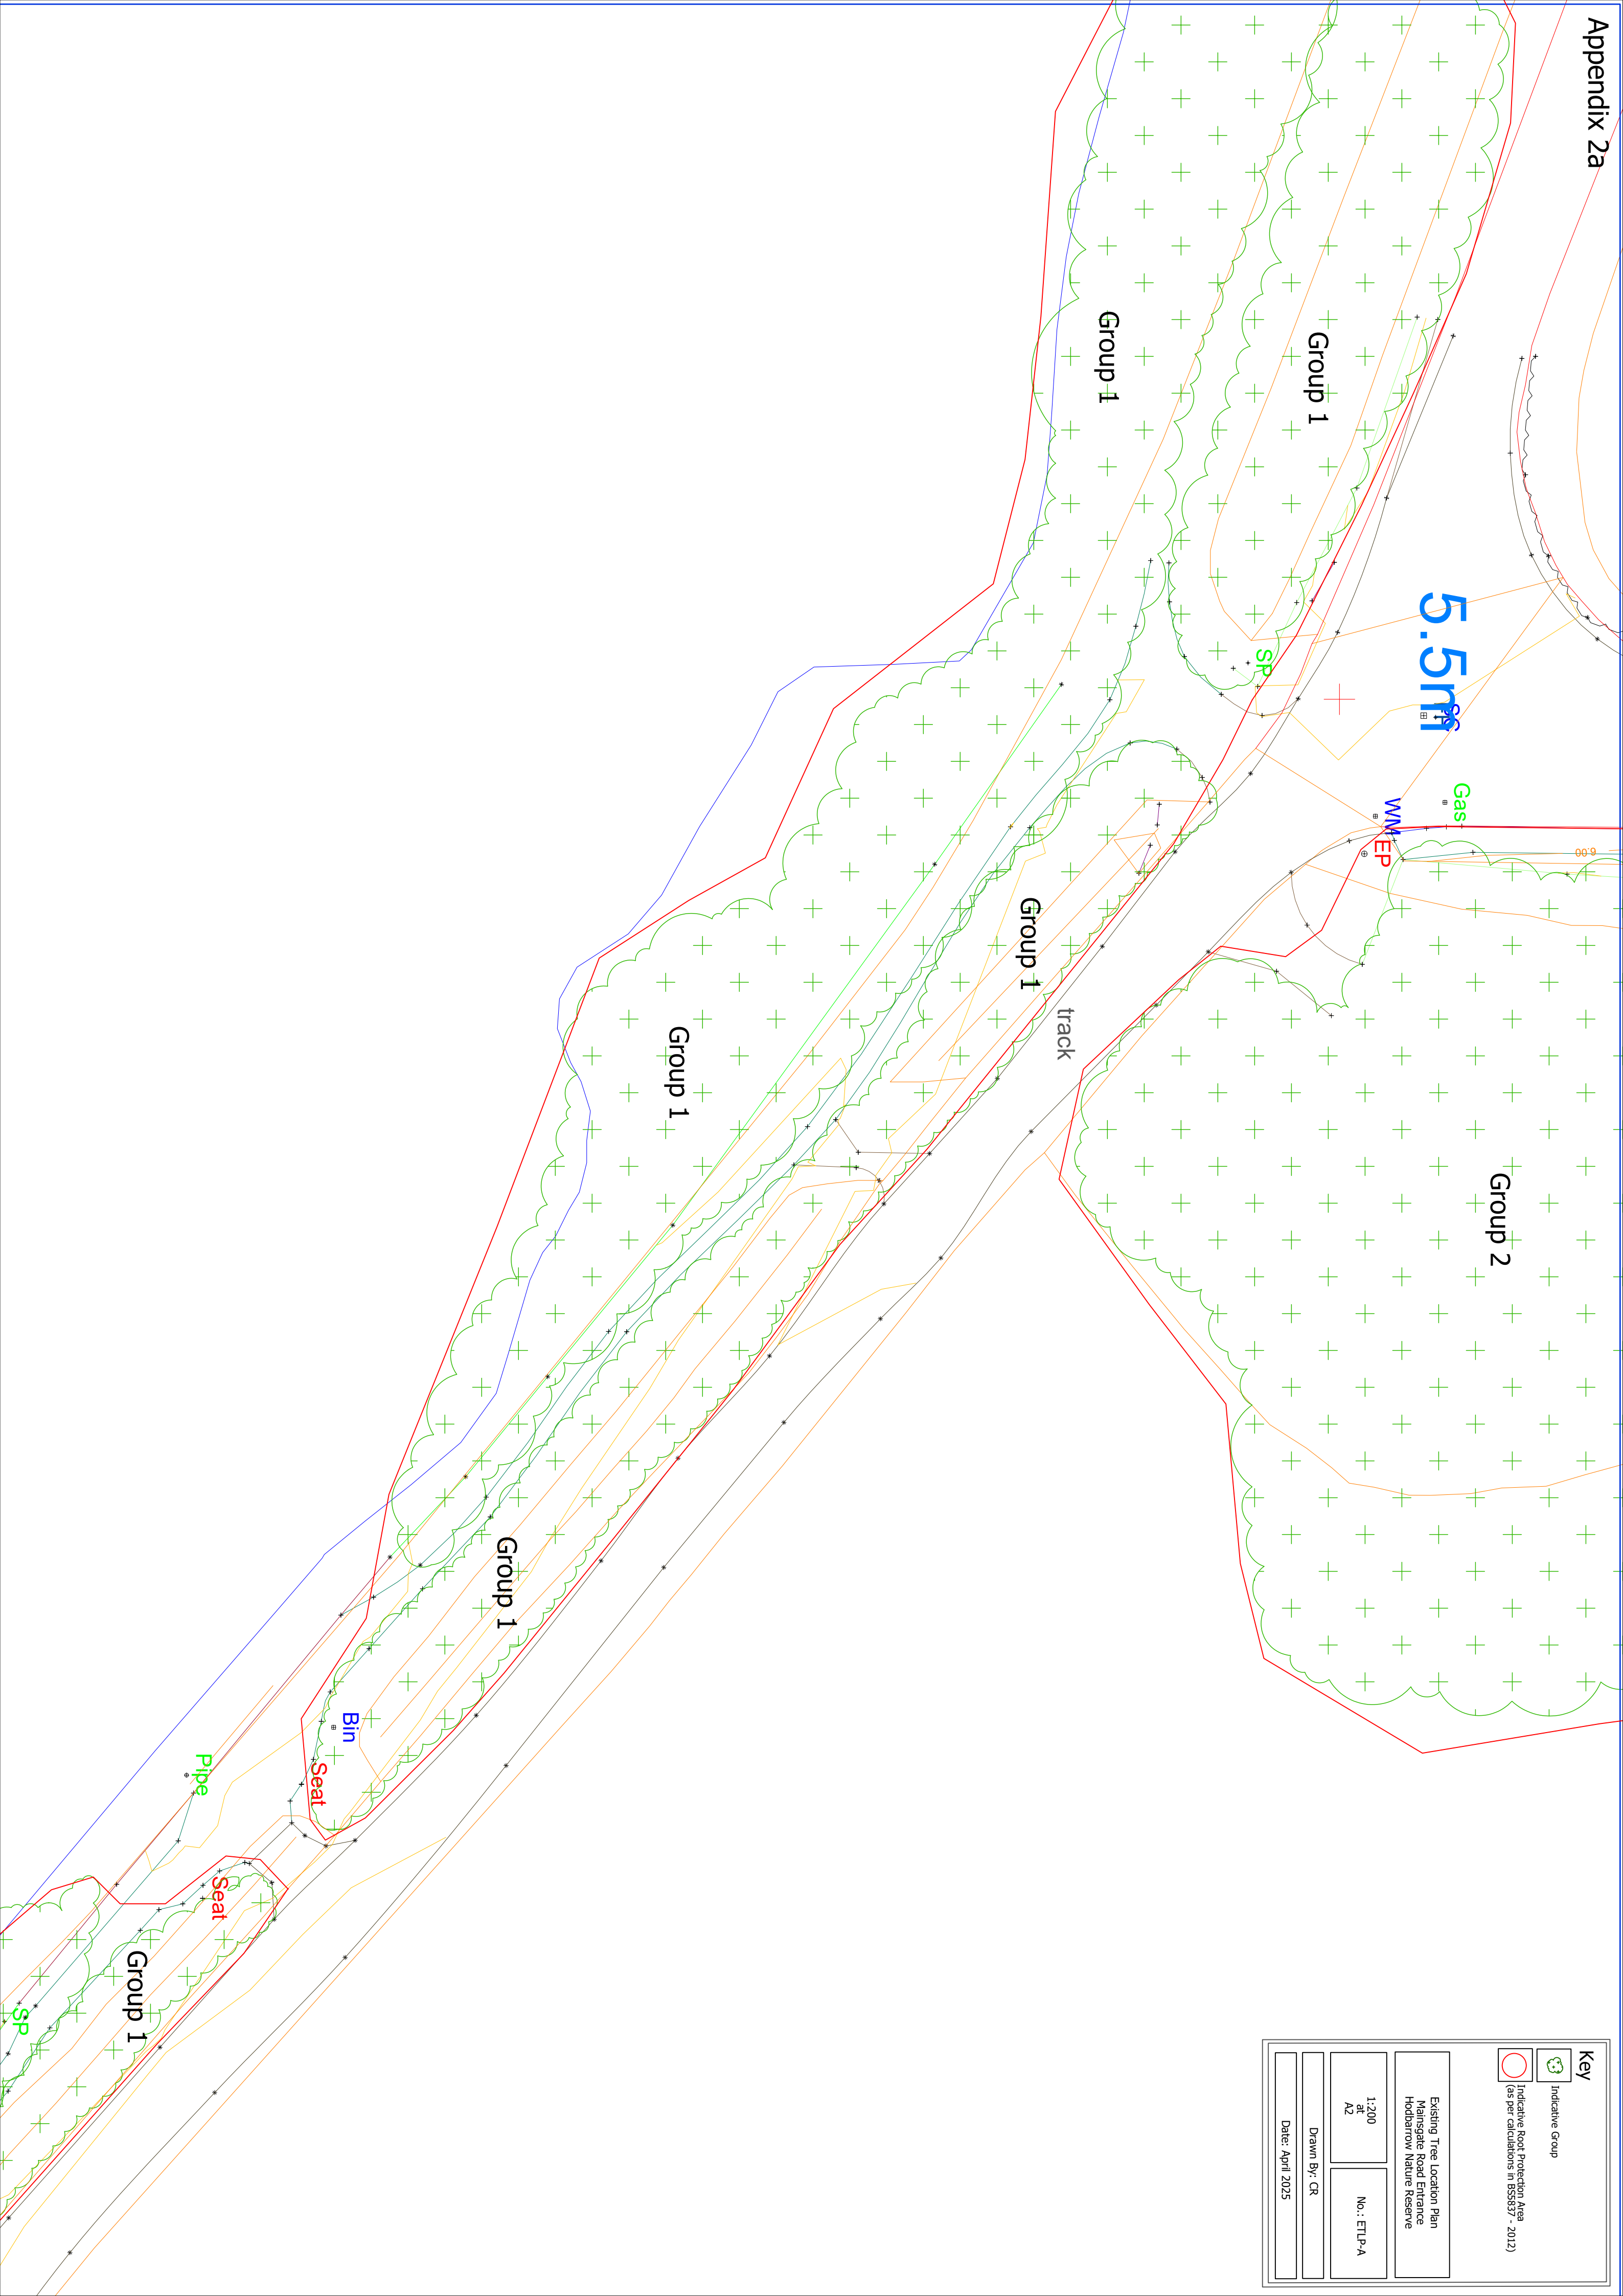 Appendix 2a
Group 1
Group 1
SP
5.5m
Gas
WM
EP
Group 1
track
Group 1
Group 2
6.00
Group 1
Bin
Seat
Pipe
Seat
Group 1
SP
Key
Indicative Group
Indicative Root Protection Area
(as per calculations in BS5837 - 2012)
Existing Tree Location Plan
Mainsgate Road Entrance
Hodbarrow Nature Reserve
1:200
at
A2
No.: ETLP-A
Drawn By: CR
Date: April 2025